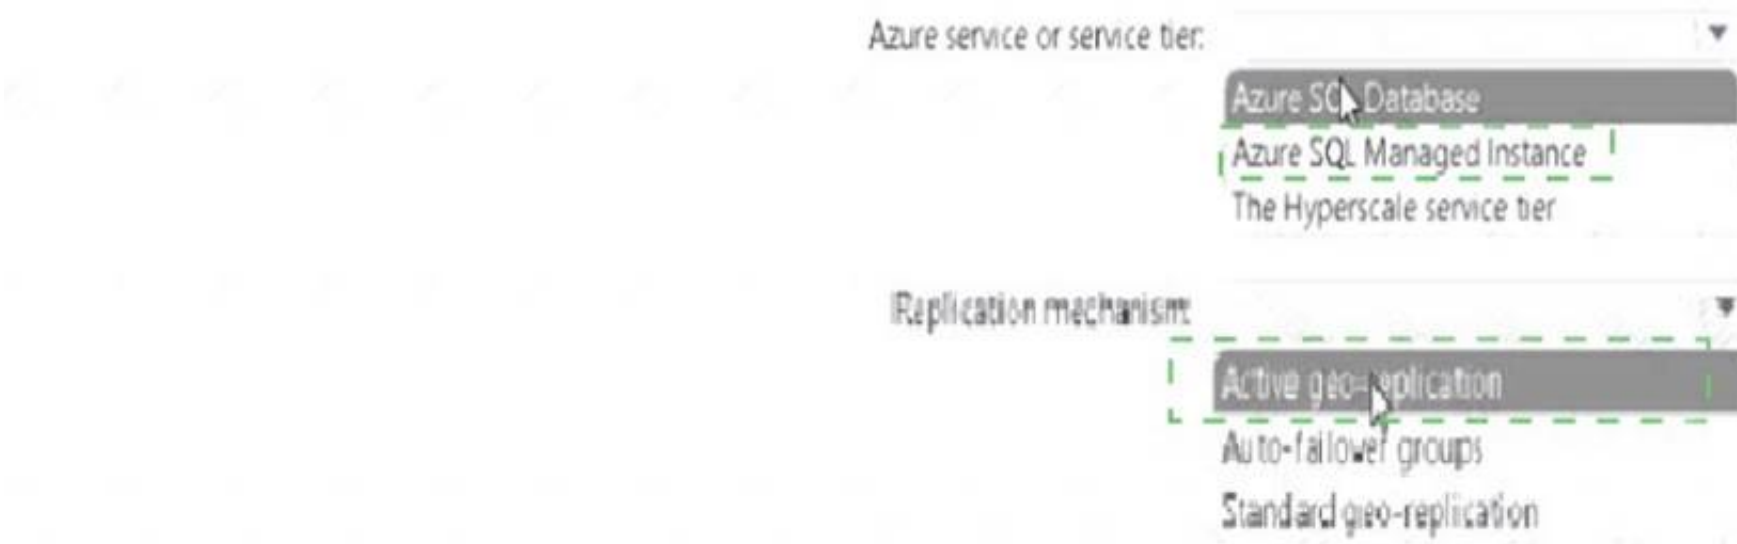 Azure service or service tier:
Azure SQL Database
Azure SQL Managed Instance
The Hyperscale service tier
Replication mechanism:
Active geo-replication
Auto-failover groups
Standard geo-replication